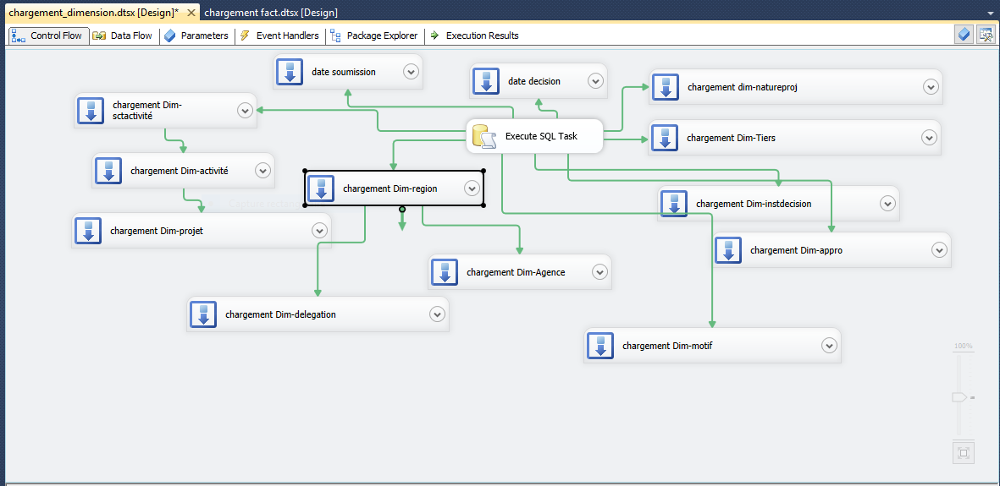 chargement_dimension.dtsx [Design]*
chargement fact.dtsx [Design]
Control Flow
Data Flow
Parameters
Event Handlers
Package Explorer
Execution Results
date soumission
date decision
chargement dim-natureproj
chargement Dim-
sctactivité
Execute SQL Task
chargement Dim-Tiers
chargement Dim-activité
chargement Dim-region
chargement Dim-instdecision
chargement Dim-projet
chargement Dim-appro
chargement Dim-Agence
chargement Dim-delegation
chargement Dim-motif
100%